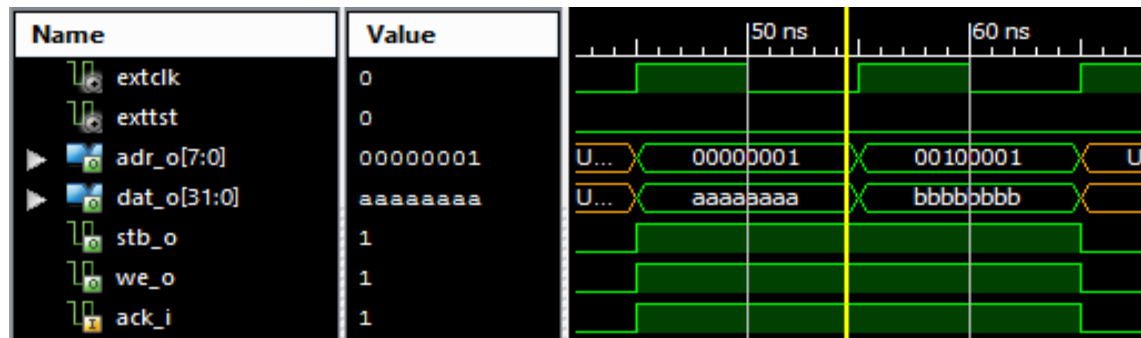 Name Value 50 ns 60 ns
extclk 0
exttst 0
adr_o[7:0] 00000001 U... 00000001 00100001 U
dat_o[31:0] aaaaaaaa U... aaaaaaaa bbbbbbbb
stb_o 1
we_o 1
ack_i 1